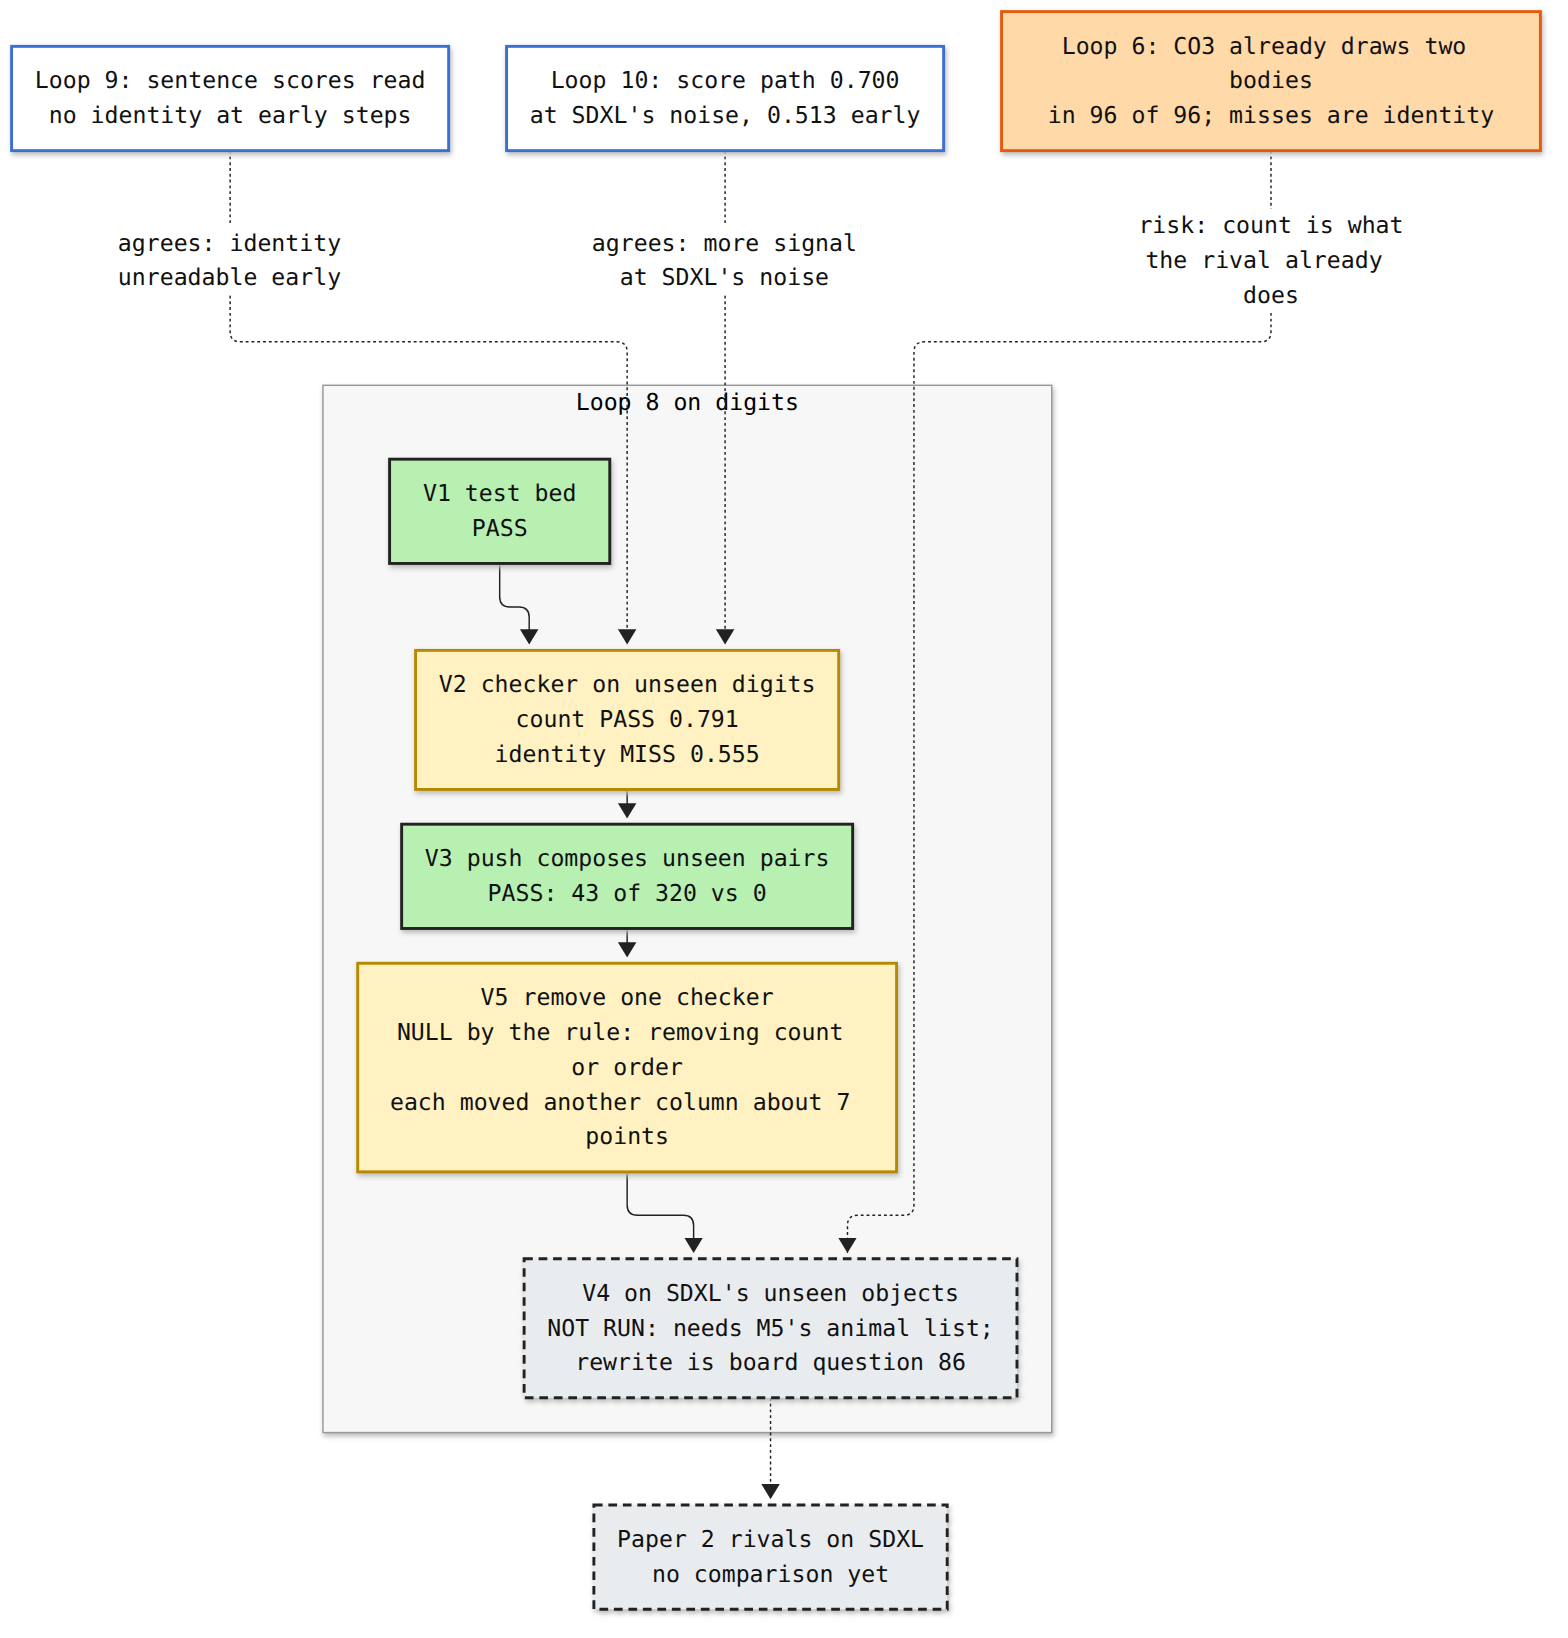 Loop 9: sentence scores read
no identity at early steps
Loop 10: score path 0.700
at SDXL's noise, 0.513 early
Loop 6: CO3 already draws two
bodies
in 96 of 96; misses are identity
agrees: identity
unreadable early
agrees: more signal
at SDXL's noise
risk: count is what
the rival already
does
Loop 8 on digits
V1 test bed
PASS
V2 checker on unseen digits
count PASS 0.791
identity MISS 0.555
V3 push composes unseen pairs
PASS: 43 of 320 vs 0
V5 remove one checker
NULL by the rule: removing count
or order
each moved another column about 7
points
V4 on SDXL's unseen objects
NOT RUN: needs M5's animal list;
rewrite is board question 86
Paper 2 rivals on SDXL
no comparison yet